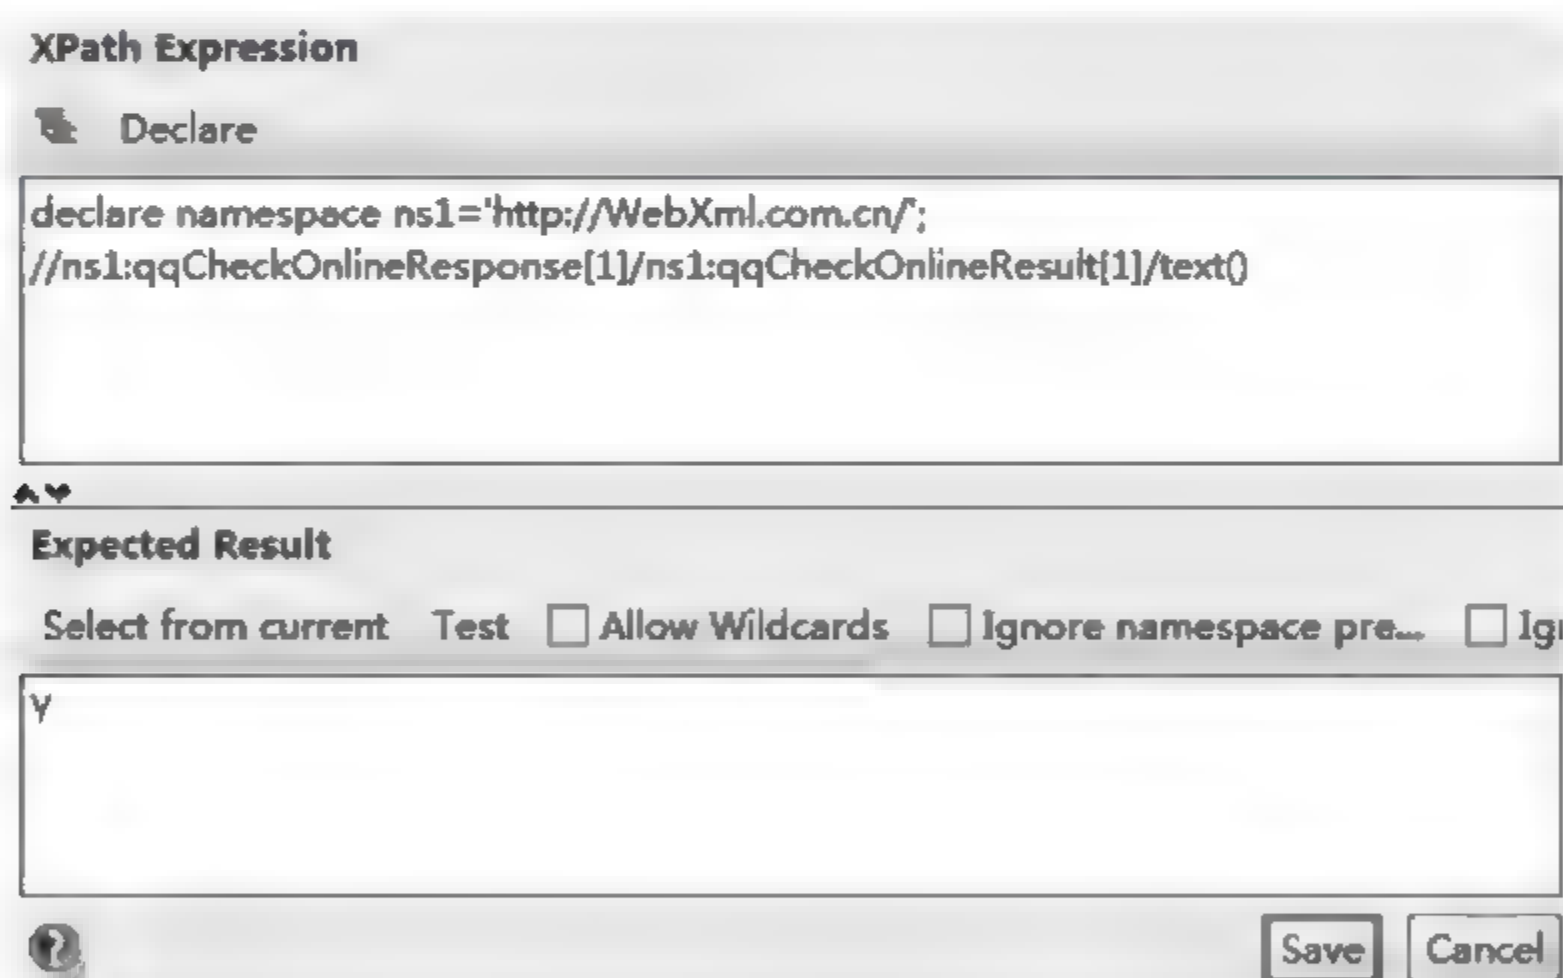 XPath Expression
Declare
declare namespace ns1='http://WebXml.com.cn/';
//ns1:qqCheckOnlineResponse[1]/ns1:qqCheckOnlineResult[1]/text()
Expected Result
Select from current Test Allow Wildcards Ignore namespace pre... Ig
Y
Save Cancel